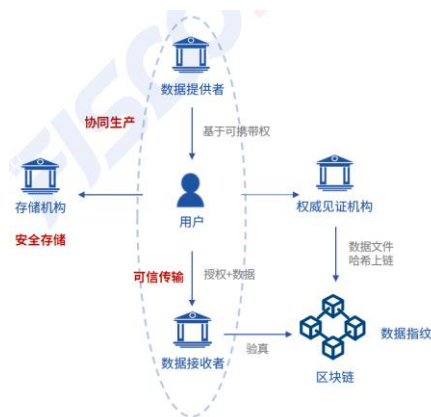 FISCO
数据提供者
协同生产
基于可携带权
存储机构
用户
权威见证机构
安全存储
数据文件
哈希上链
可信传输
授权+数据
数据接收者
验真
数据指纹
区块链